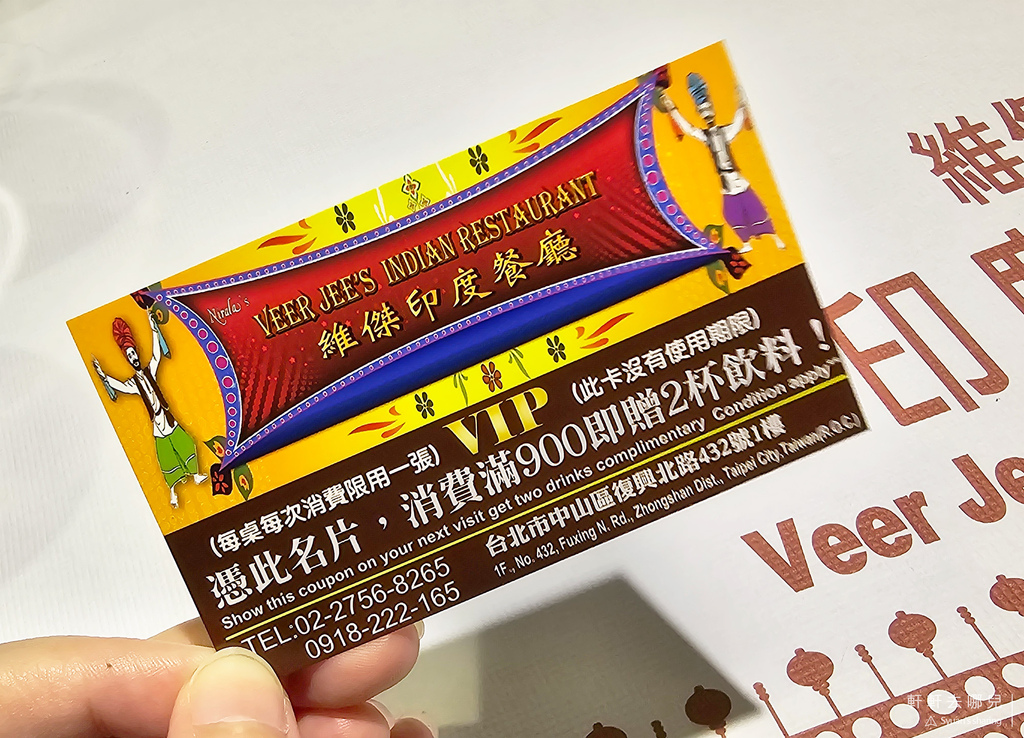 Nirala's
VEER JEE'S INDIAN RESTAURANT
維傑印度餐廳
VIP
(每桌每次消費限用一張)
(此卡沒有使用期限)
憑此名片，消費滿900即贈2杯飲料！
Show this coupon on your next visit get two drinks complimentary Condition apply**
TEL:02-2756-8265
0918-222-165
台北市中山區復興北路432號1樓
1F., No. 432, Fuxing N. Rd., Zhongshan Dist., Taipei City, Taiwan(R.O.C.)
維
印
Veer Je
軒軒去哪兒